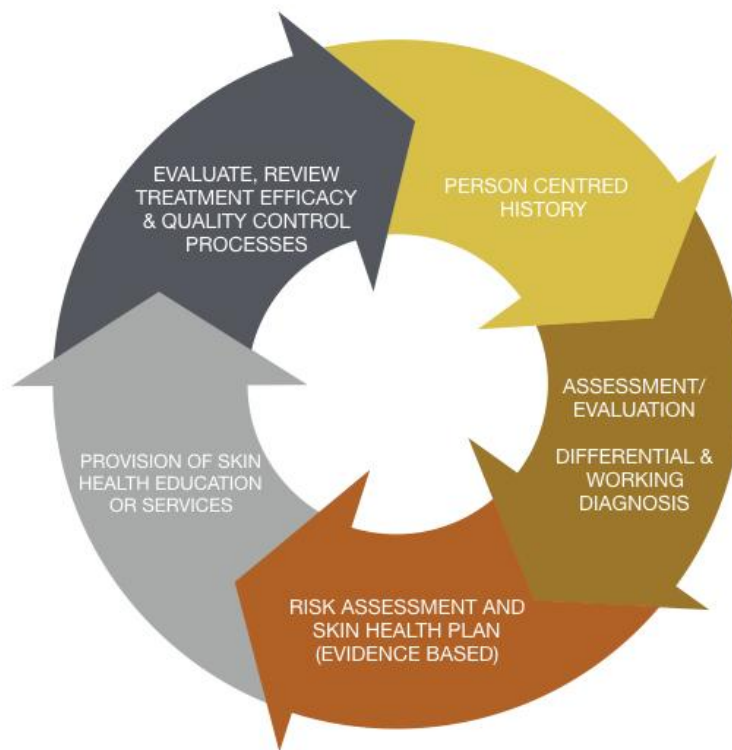 PERSON CENTRED
HISTORY
ASSESSMENT/
EVALUATION
DIFFERENTIAL &
WORKING
DIAGNOSIS
RISK ASSESSMENT AND
SKIN HEALTH PLAN
(EVIDENCE BASED)
PROVISION OF SKIN
HEALTH EDUCATION
OR SERVICES
EVALUATE, REVIEW
TREATMENT EFFICACY
& QUALITY CONTROL
PROCESSES